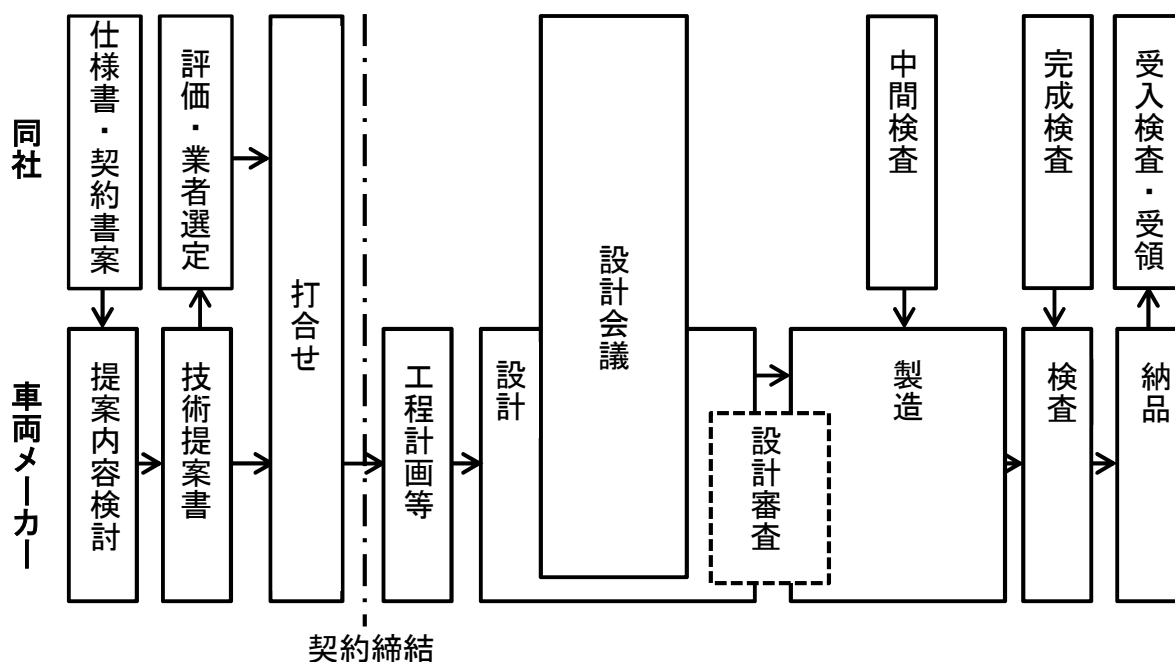 同社
仕様書・契約書案
評価・業者選定
打合せ
設計会議
中間検査
完成検査
受入検査・受領
車両メーカー
提案内容検討
技術提案書
工程計画等
設計
設計審査
製造
検査
納品
契約締結